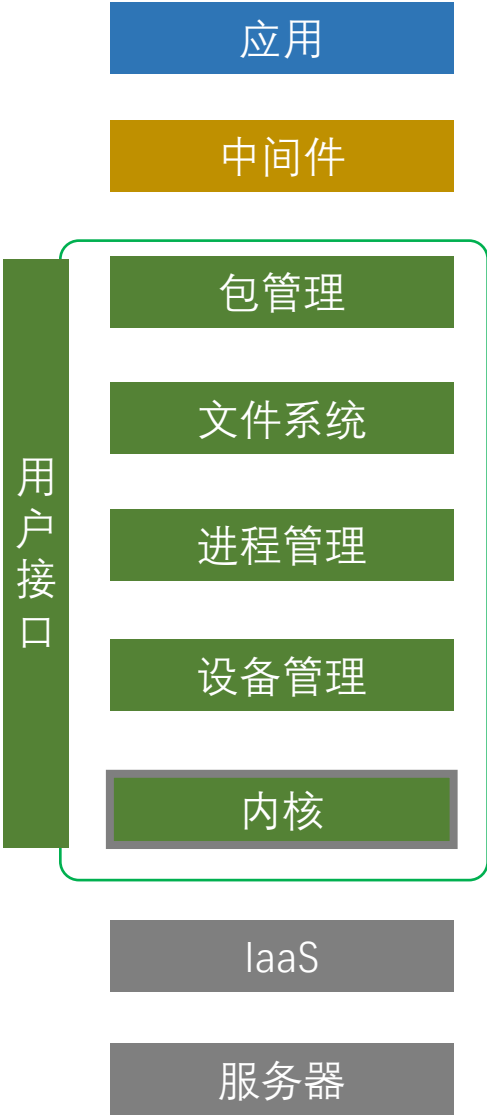 应用
中间件
用户接口
包管理
文件系统
进程管理
设备管理
内核
IaaS
服务器